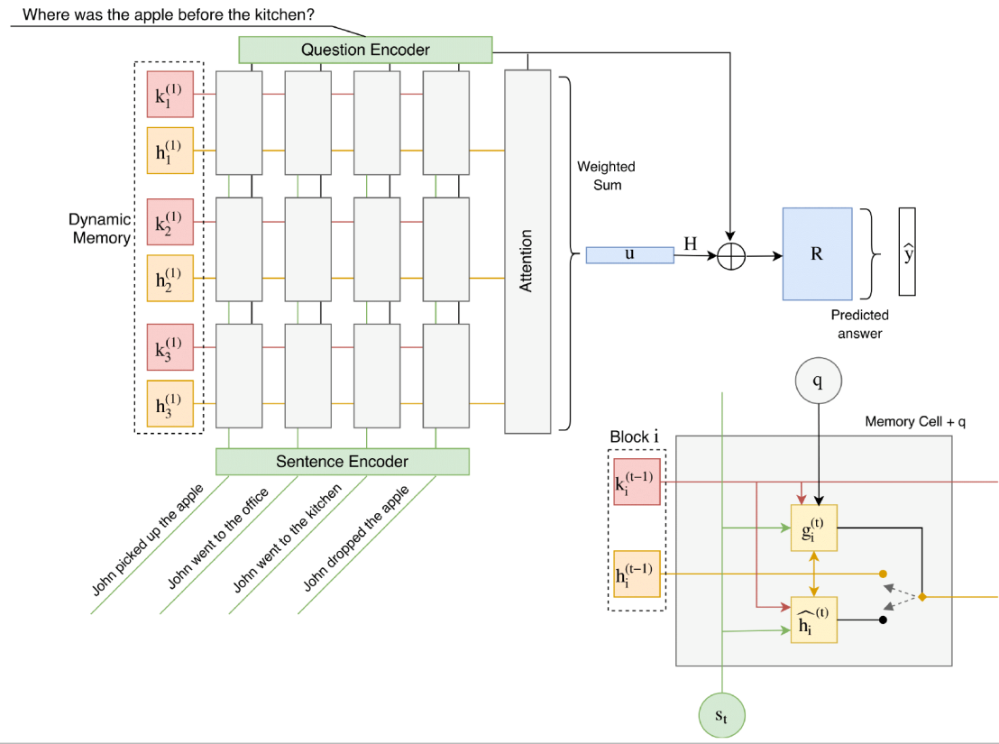 Where was the apple before the kitchen?
Question Encoder
k₁⁽¹⁾
h₁⁽¹⁾
k₂⁽¹⁾
h₂⁽¹⁾
k₃⁽¹⁾
h₃⁽¹⁾
Dynamic
Memory
Attention
Weighted
Sum
u
H
R
ŷ
Predicted
answer
Sentence Encoder
John picked up the apple
John went to the office
John went to the kitchen
John dropped the apple
q
Memory Cell + q
Block i
kᵢ⁽ᵗ⁻¹⁾
gᵢ⁽ᵗ⁾
hᵢ⁽ᵗ⁻¹⁾
ĥᵢ⁽ᵗ⁾
sₜ